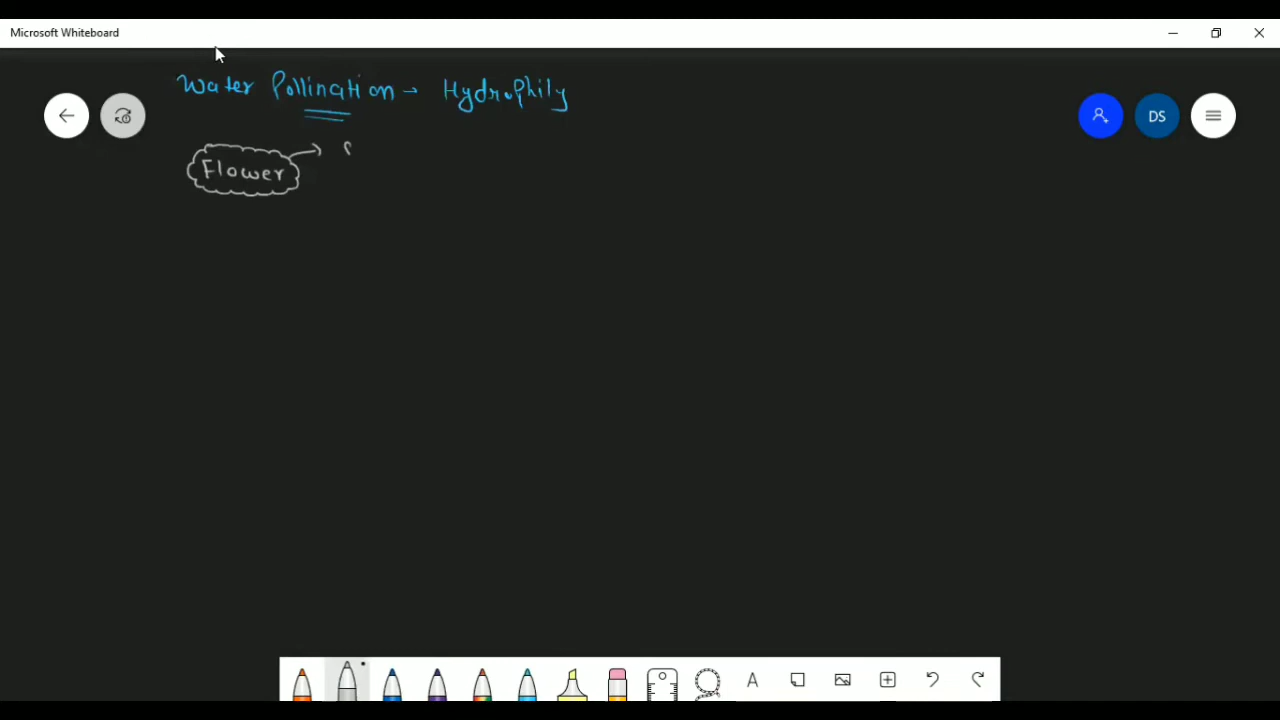 Microsoft Whiteboard
Water Pollination → Hydrophily
DS
Flower →
A